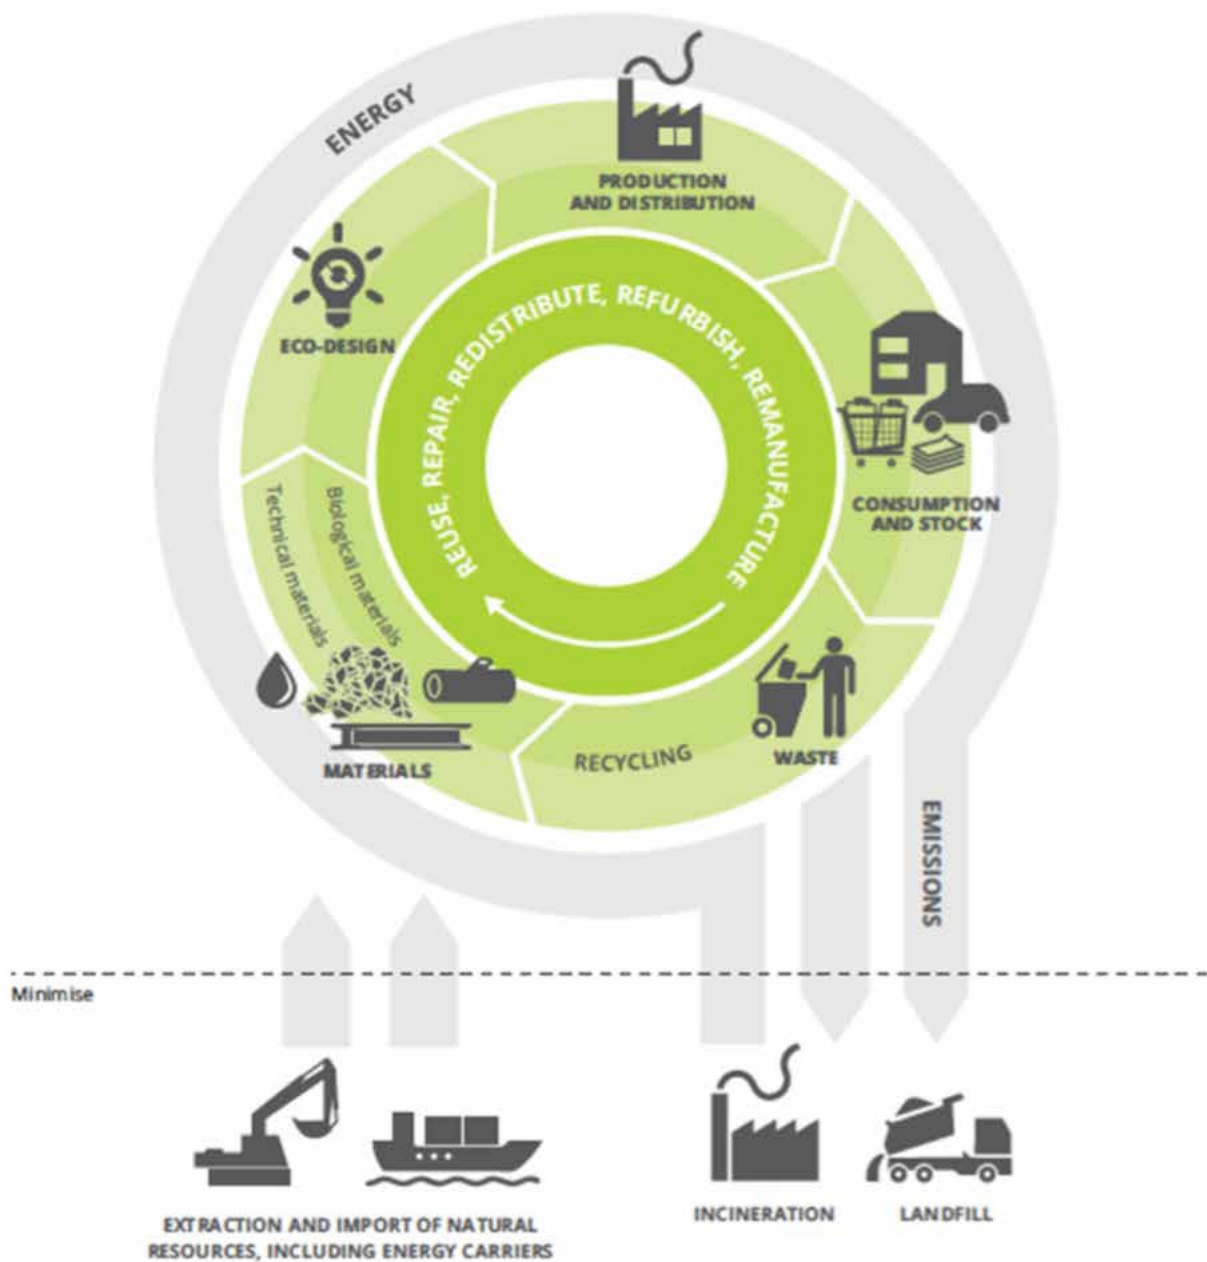 ENERGY
PRODUCTION
AND DISTRIBUTION
ECO-DESIGN
REUSE, REPAIR, REDISTRIBUTE, REFURBISH, REMANUFACTURE
CONSUMPTION
AND STOCK
Technical materials
Biological materials
MATERIALS
RECYCLING
WASTE
EMISSIONS
Minimise
EXTRACTION AND IMPORT OF NATURAL
RESOURCES, INCLUDING ENERGY CARRIERS
INCINERATION
LANDFILL